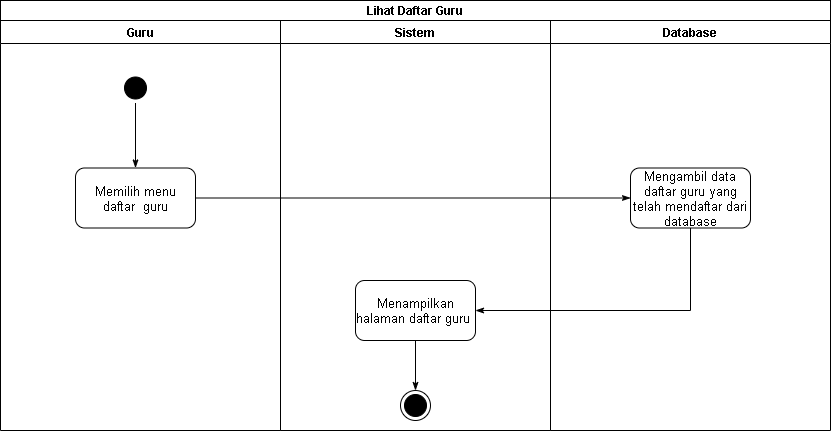 Lihat Daftar Guru
Guru
Sistem
Database
Memilih menu
daftar guru
Mengambil data
daftar guru yang
telah mendaftar dari
database
Menampilkan
halaman daftar guru